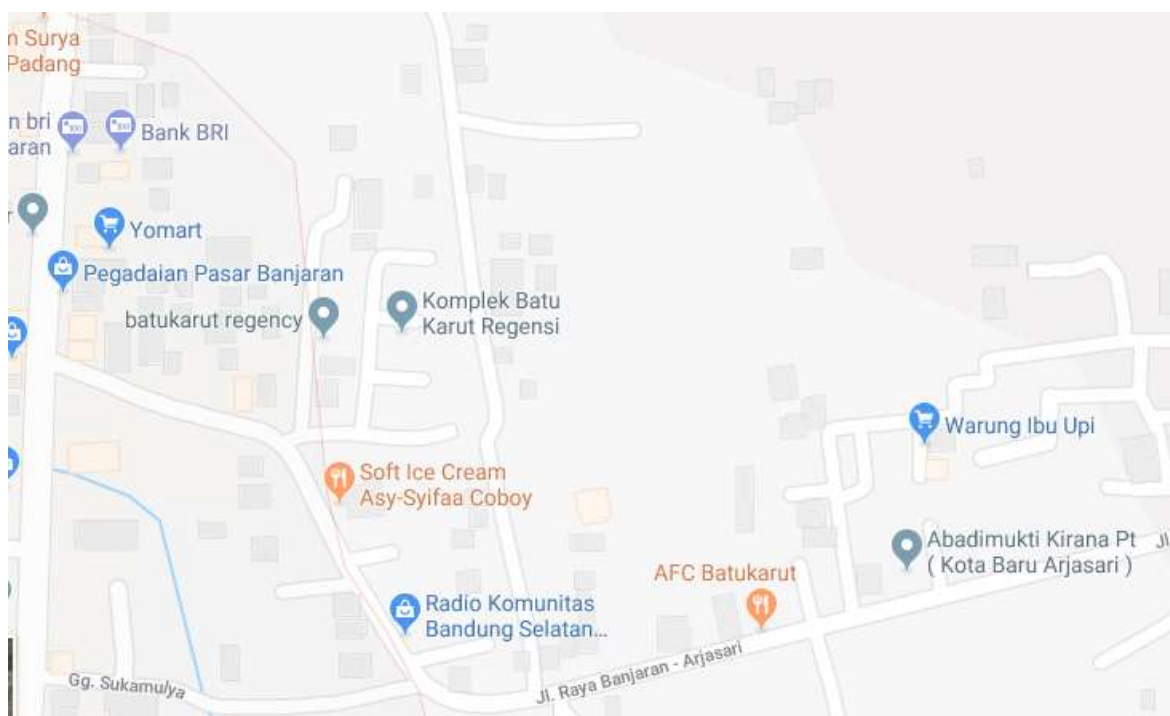 n Surya
Padang
n bri
aran
Bank BRI
r
Yomart
Pegadaian Pasar Banjaran
batukarut regency
Komplek Batu
Karut Regensi
Warung Ibu Upi
Soft Ice Cream
Asy-Syifaa Coboy
Abadimukti Kirana Pt
( Kota Baru Arjasari )
Jl
AFC Batukarut
Radio Komunitas
Bandung Selatan...
Jl. Raya Banjaran - Arjasari
Gg. Sukamulya